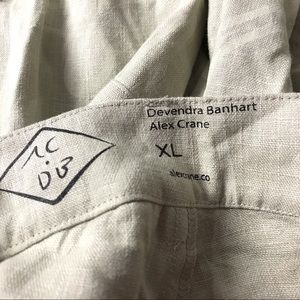 AC
DB
Devendra Banhart
Alex Crane
XL
alexcrane.co